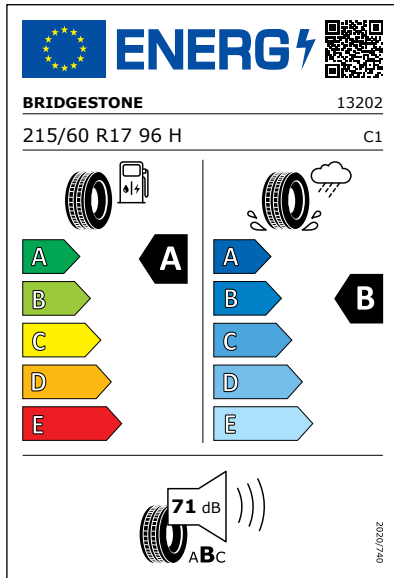 ENERG
BRIDGESTONE 13202
215/60 R17 96 H C1
A A A
B B B
C C
D D
E E
71 dB
ABC
2020/740